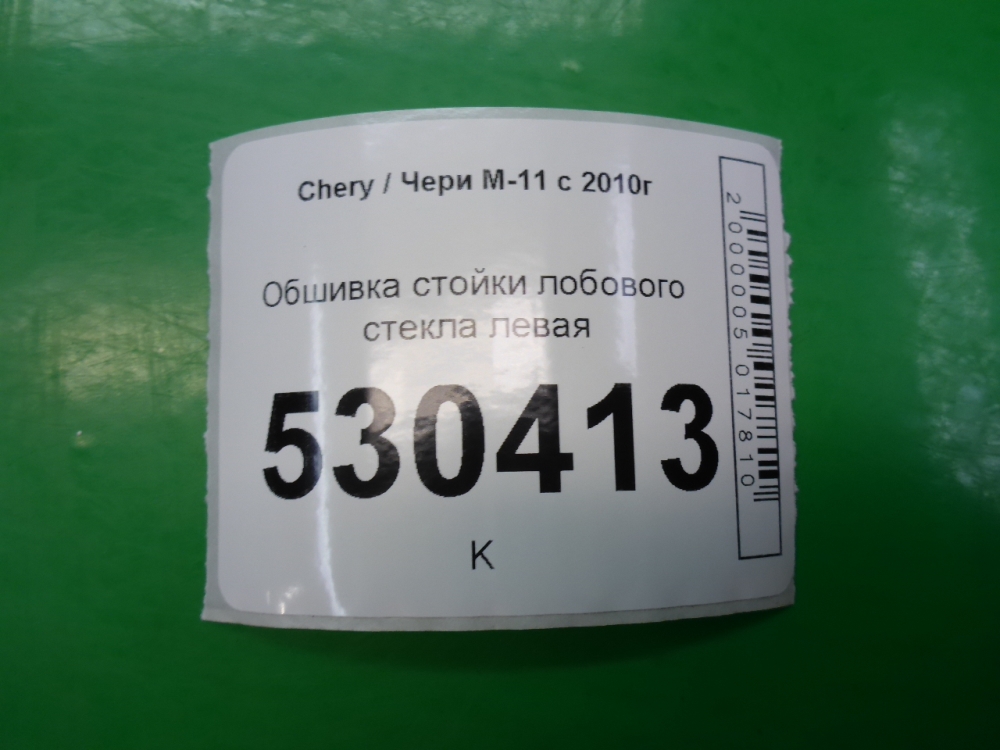 Chery / Чери М-11 с 2010г
Обшивка стойки лобового
стекла левая
530413
К
2000005017810